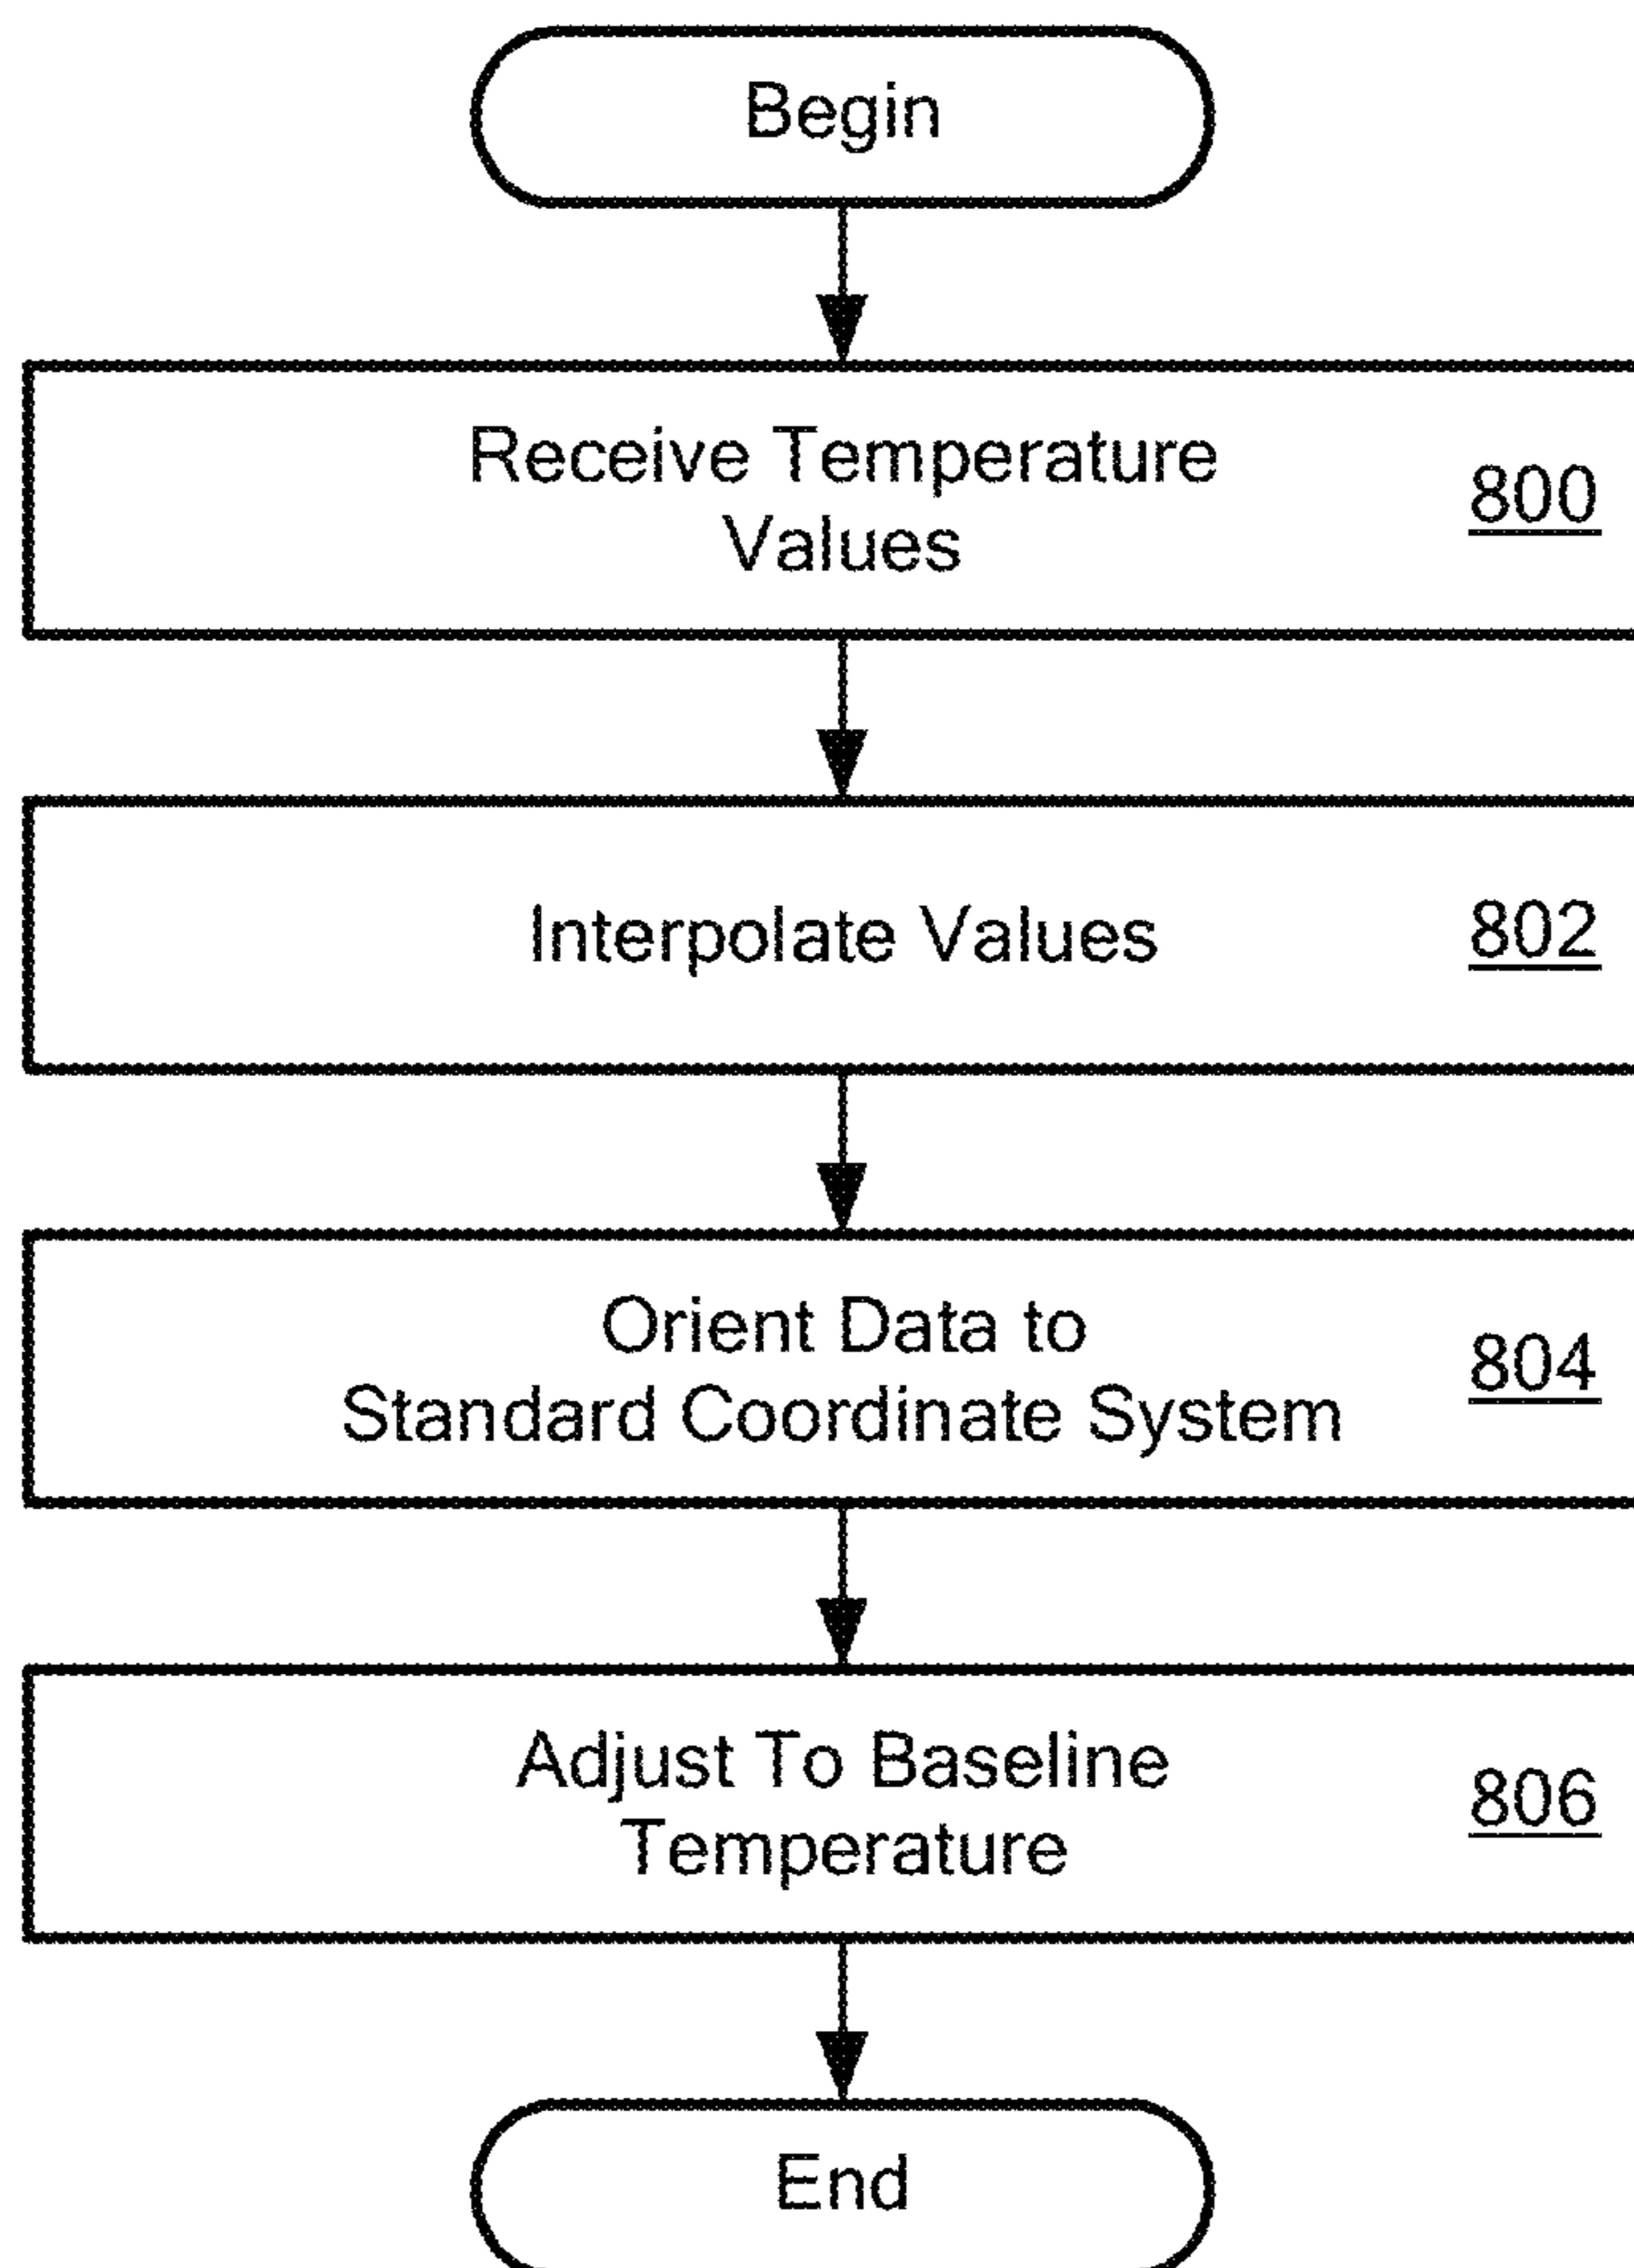 Begin
Receive Temperature
Values
800
Interpolate Values
802
Orient Data to
Standard Coordinate System
804
Adjust To Baseline
Temperature
806
End